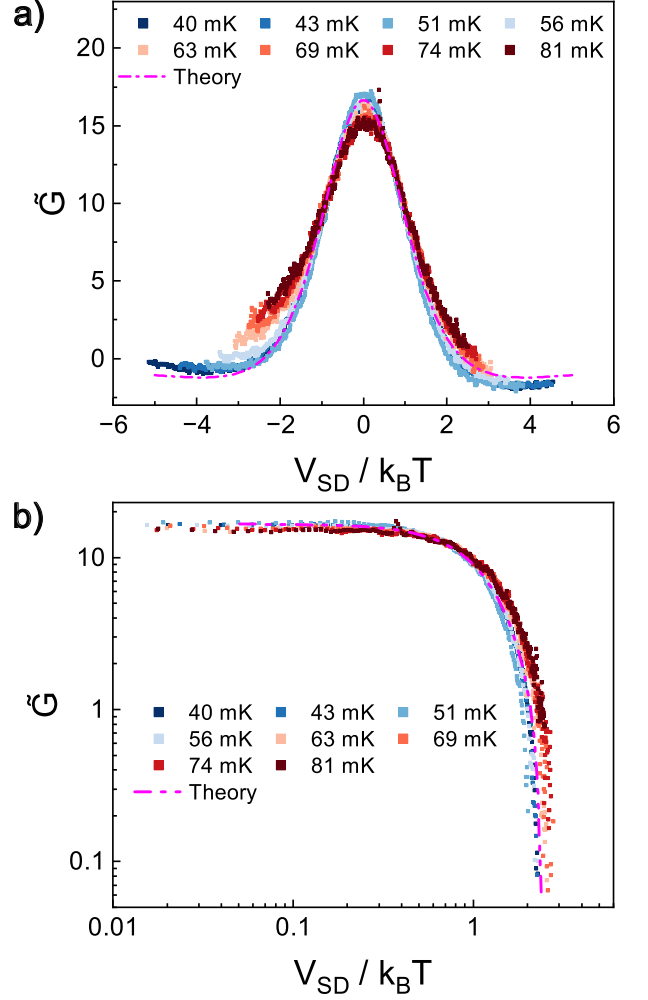 a)
40 mK 43 mK 51 mK 56 mK
63 mK 69 mK 74 mK 81 mK
Theory
20
15
10
5
0
G̃
−6 −4 −2 0 2 4 6
V_SD / k_BT
b)
10
1
0.1
G̃
40 mK 43 mK 51 mK
56 mK 63 mK 69 mK
74 mK 81 mK
Theory
0.01 0.1 1
V_SD / k_BT